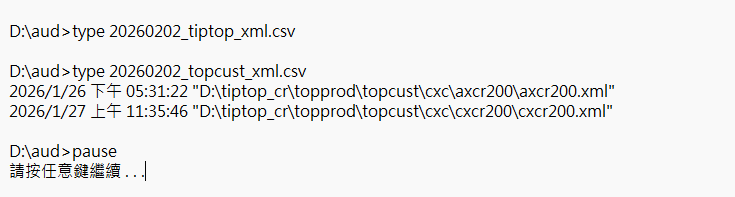 D:\aud>type 20260202_tiptop_xml.csv
D:\aud>type 20260202_topcust_xml.csv
2026/1/26 下午 05:31:22 "D:\tiptop_cr\topprod\topcust\cxc\axcr200\axcr200.xml"
2026/1/27 上午 11:35:46 "D:\tiptop_cr\topprod\topcust\cxc\cxcr200\cxcr200.xml"
D:\aud>pause
請按任意鍵繼續 . . .